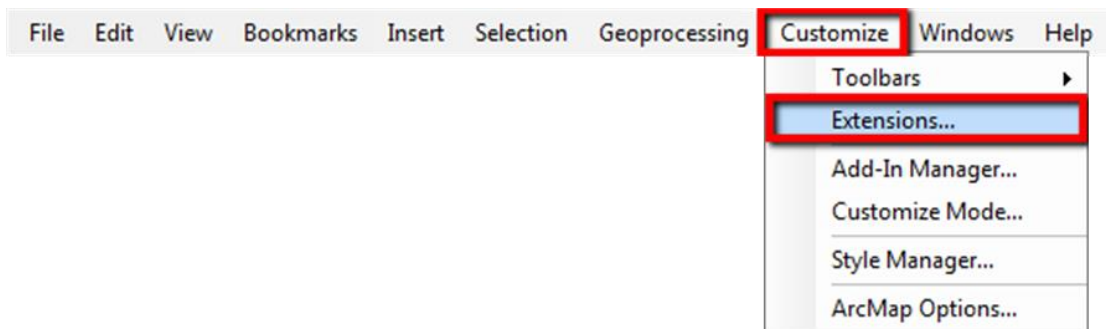 File Edit View Bookmarks Insert Selection Geoprocessing Customize Windows Help
Toolbars
Extensions...
Add-In Manager...
Customize Mode...
Style Manager...
ArcMap Options...